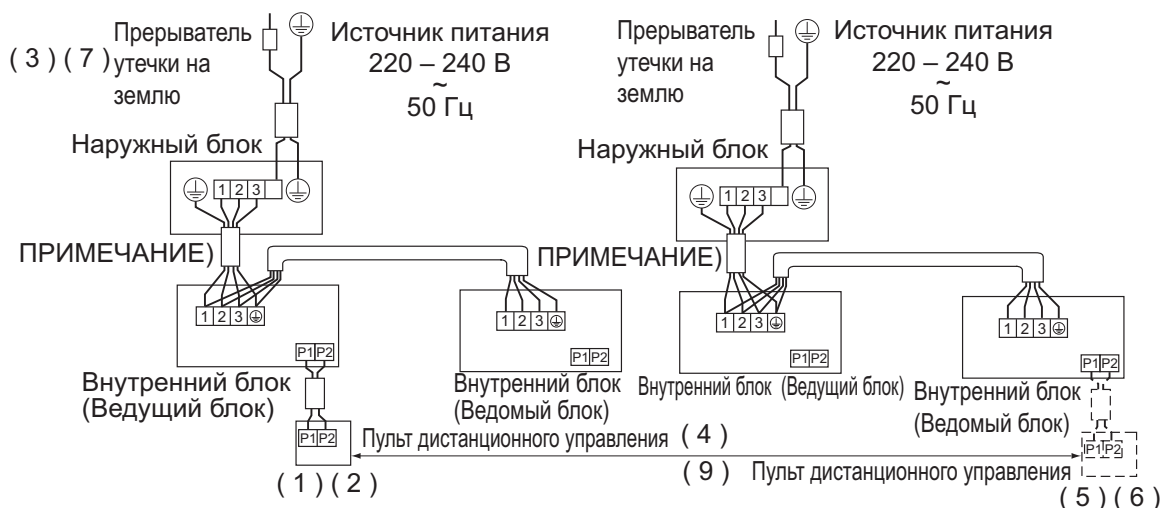 ( 3 ) ( 7 )
Прерыватель
утечки на
землю
Источник питания
220 – 240 В
~
50 Гц
Наружный блок
1 2 3
ПРИМЕЧАНИЕ)
1 2 3
P1 P2
Внутренний блок
(Ведущий блок)
P1 P2
( 1 ) ( 2 )
1 2 3
P1 P2
Внутренний блок
(Ведомый блок)
Прерыватель
утечки на
землю
Источник питания
220 – 240 В
~
50 Гц
Наружный блок
1 2 3
ПРИМЕЧАНИЕ)
1 2 3
P1 P2
Внутренний блок (Ведущий блок)
1 2 3
P1 P2
Внутренний блок
(Ведомый блок)
P1 P2
Пульт дистанционного управления ( 4 )
( 9 ) Пульт дистанционного управления
( 5 ) ( 6 )